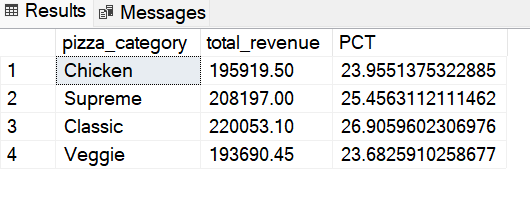 Results Messages
pizza_category total_revenue PCT
1 Chicken 195919.50 23.9551375322885
2 Supreme 208197.00 25.4563112111462
3 Classic 220053.10 26.9059602306976
4 Veggie 193690.45 23.6825910258677